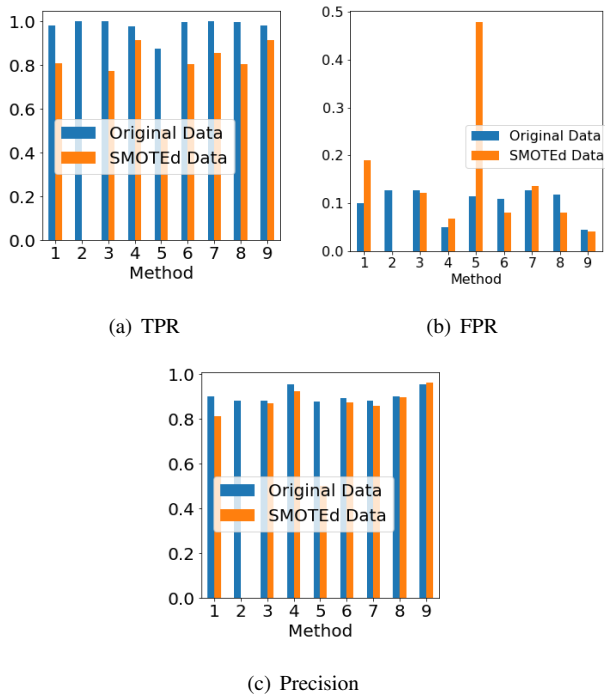 1.0
0.8
0.6
0.4
0.2
0.0
Original Data
SMOTEd Data
1 2 3 4 5 6 7 8 9
Method
(a) TPR
0.5
0.4
0.3
0.2
0.1
0.0
Original Data
SMOTEd Data
1 2 3 4 5 6 7 8 9
Method
(b) FPR
1.0
0.8
0.6
0.4
0.2
0.0
Original Data
SMOTEd Data
1 2 3 4 5 6 7 8 9
Method
(c) Precision